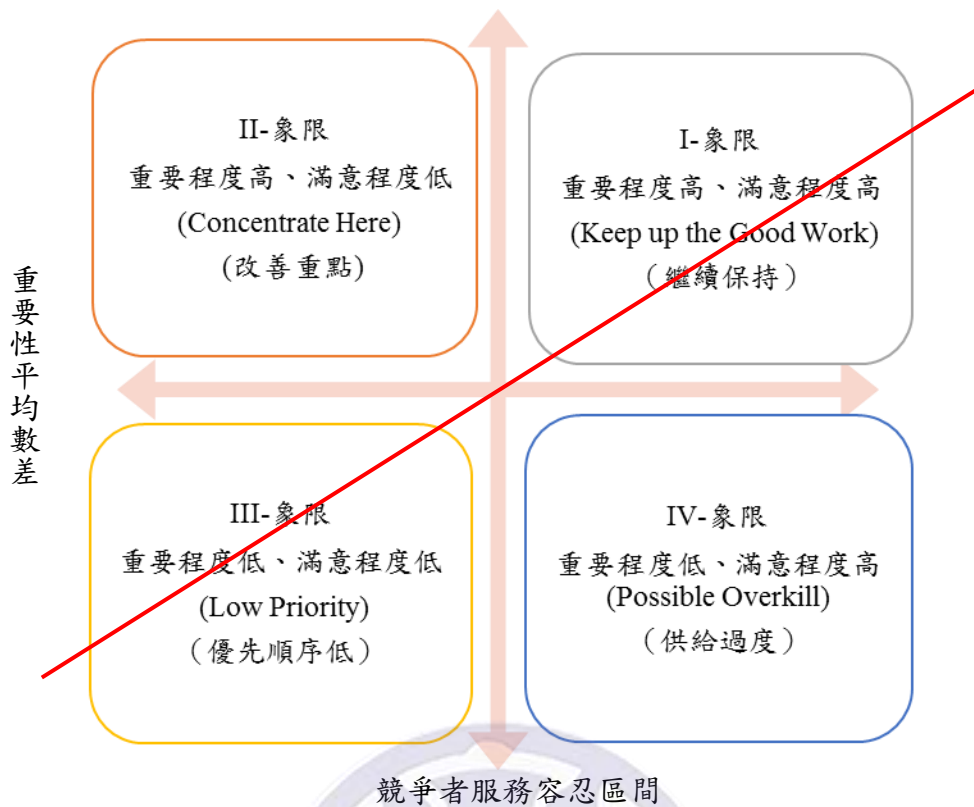 II-象限
重要程度高、滿意程度低
(Concentrate Here)
(改善重點)
I-象限
重要程度高、滿意程度高
(Keep up the Good Work)
（繼續保持）
重要性平均數差
III-象限
重要程度低、滿意程度低
(Low Priority)
（優先順序低）
IV-象限
重要程度低、滿意程度高
(Possible Overkill)
（供給過度）
競爭者服務容忍區間